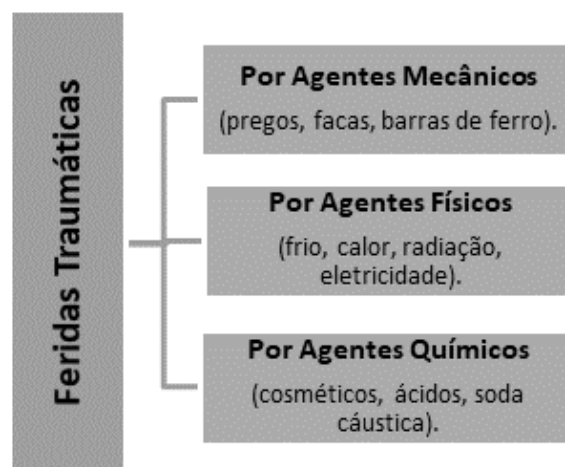 Feridas Traumáticas
Por Agentes Mecânicos
(pregos, facas, barras de ferro).
Por Agentes Físicos
(frio, calor, radiação,
eletricidade).
Por Agentes Químicos
(cosméticos, ácidos, soda
cáustica).